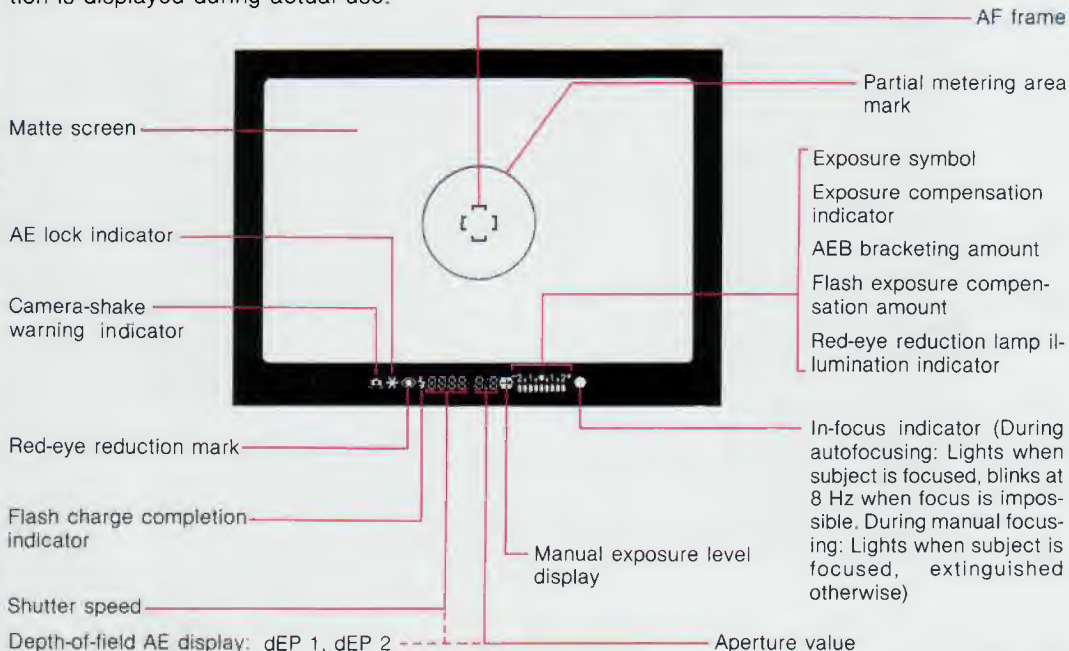 tion is displayed during actual use.
AF frame
Partial metering area
mark
Matte screen
Exposure symbol
Exposure compensation
indicator
AEB bracketing amount
Flash exposure compen-
sation amount
Red-eye reduction lamp il-
lumination indicator
AE lock indicator
Camera-shake
warning indicator
Red-eye reduction mark
In-focus indicator (During
autofocusing: Lights when
subject is focused, blinks at
8 Hz when focus is impos-
sible. During manual focus-
ing: Lights when subject is
focused, extinguished
otherwise)
Flash charge completion
indicator
Manual exposure level
display
Shutter speed
Depth-of-field AE display: dEP 1, dEP 2
Aperture value